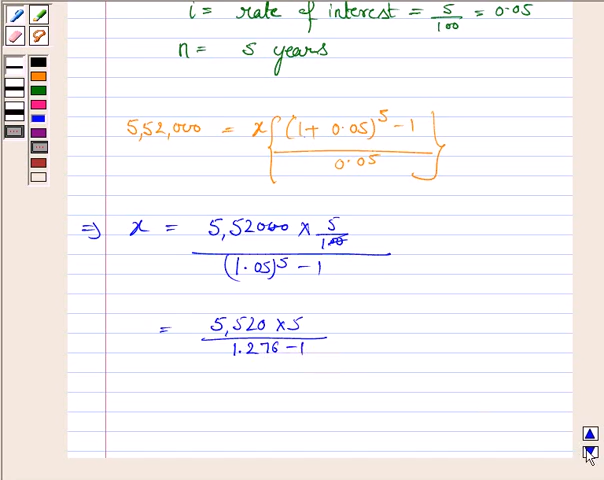 i = rate of interest = 5/100 = 0.05
n = 5 years
5,52,000 = x{(1 + 0.05)^5 - 1 / 0.05}
⇒ x = 5,52000 × 5/100 / (1.05)^5 - 1
= 5,520 × 5 / 1.276 - 1